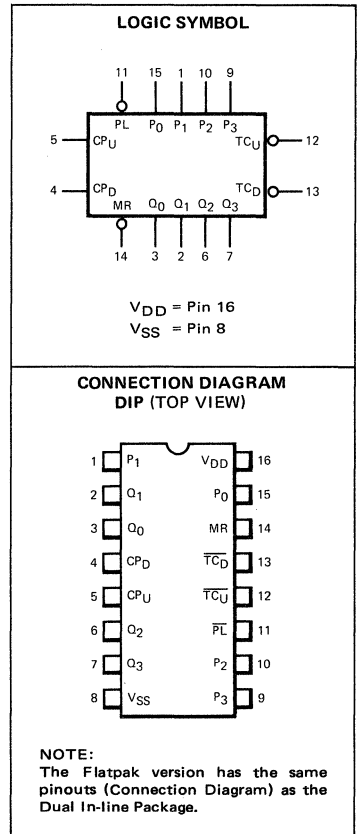 LOGIC SYMBOL
11 15 1 10 9
PL P0 P1 P2 P3
5 CPU TCU 12
4 CPD TCD 13
MR Q0 Q1 Q2 Q3
14 3 2 6 7
VDD = Pin 16
VSS = Pin 8
CONNECTION DIAGRAM
DIP (TOP VIEW)
1 P1 VDD 16
2 Q1 P0 15
3 Q0 MR 14
4 CPD TCD 13
5 CPU TCU 12
6 Q2 PL 11
7 Q3 P2 10
8 VSS P3 9
NOTE:
The Flatpak version has the same
pinouts (Connection Diagram) as the
Dual In-line Package.